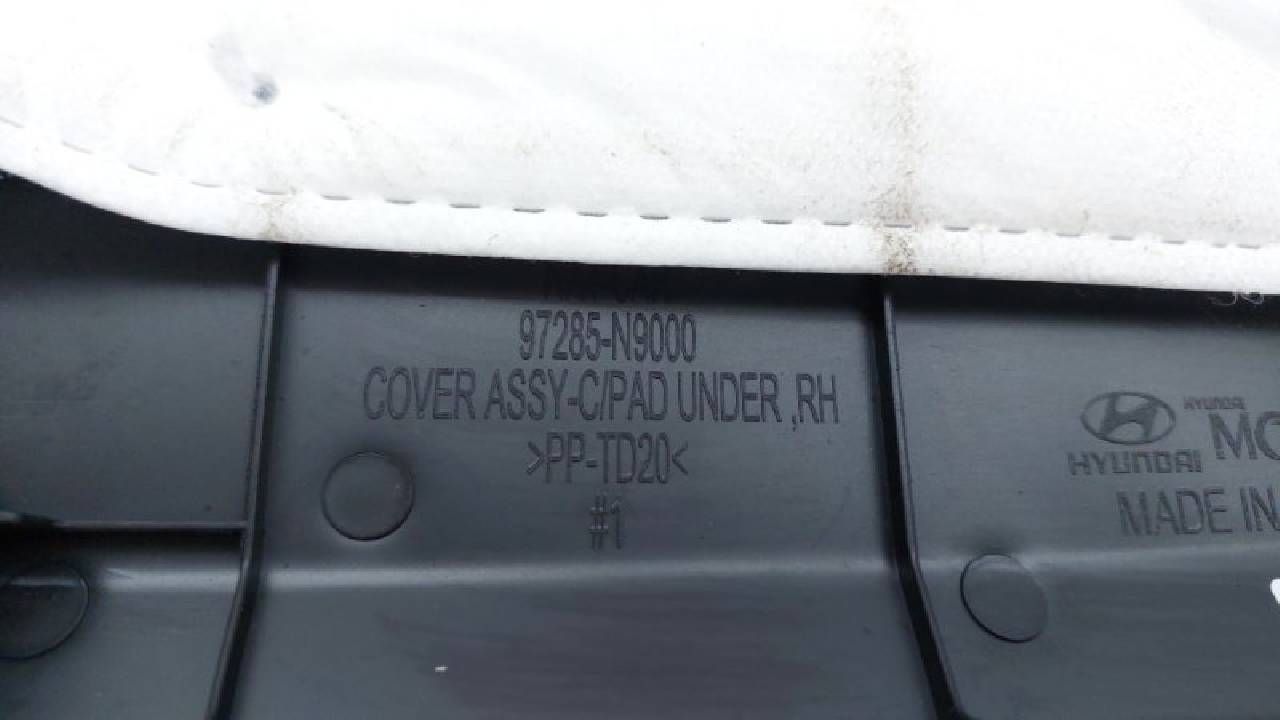 97285-N9000
COVER ASSY-C/PAD UNDER ,RH
>PP-TD20<
#1
HYUNDAI
HYUNDAI
MADE IN